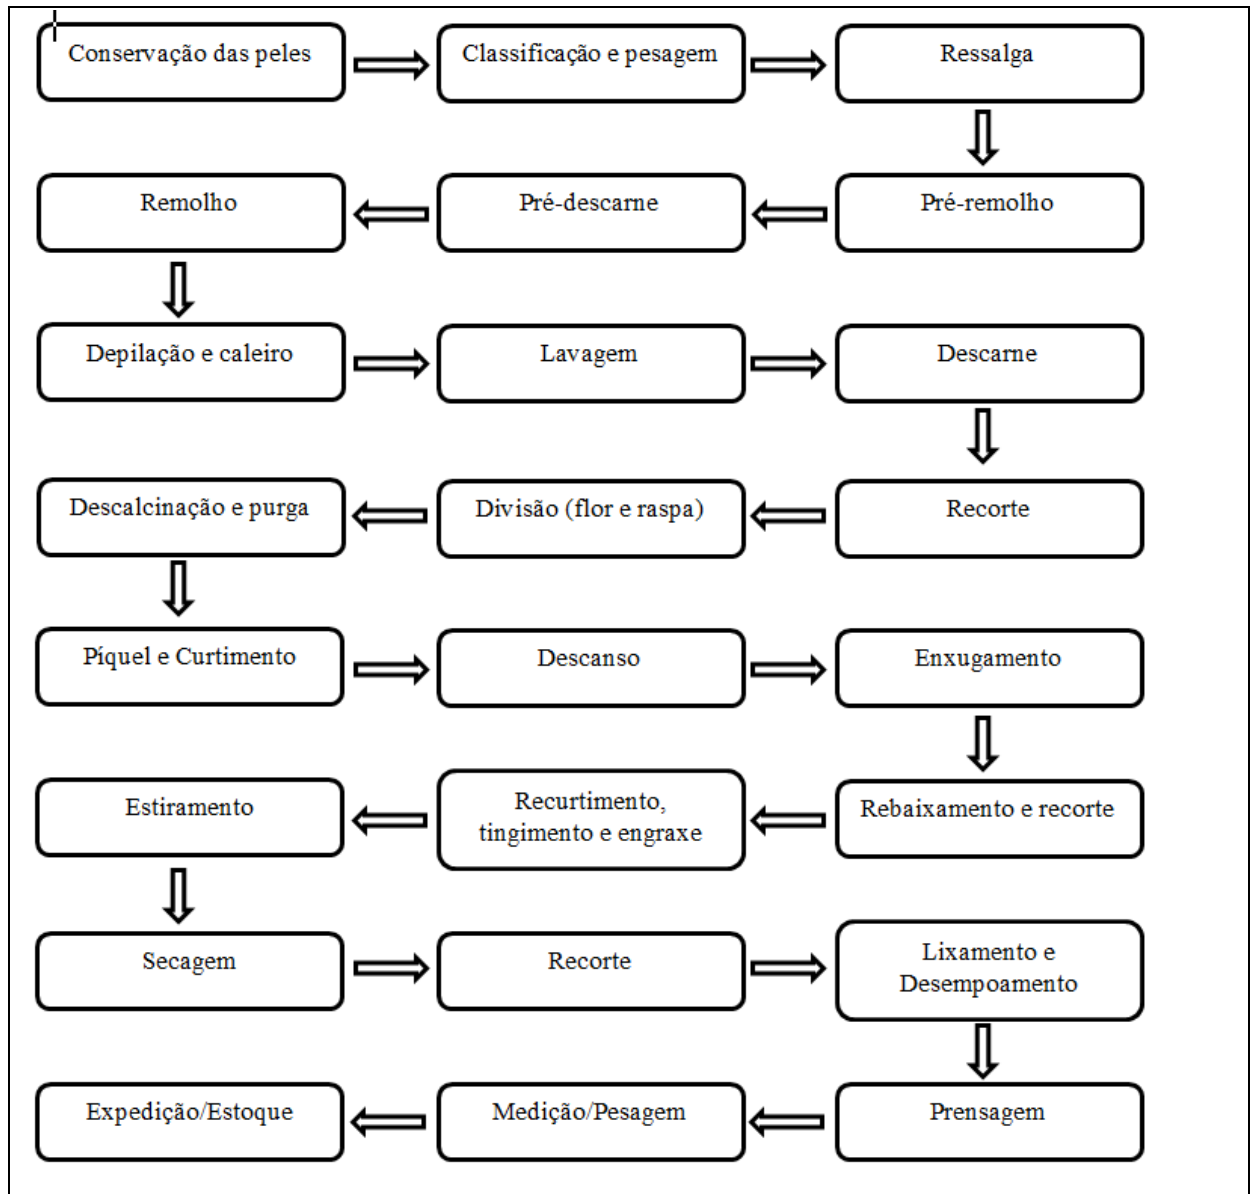 Conservação das peles
Classificação e pesagem
Ressalga
Pré-remolho
Pré-descarne
Remolho
Depilação e caleiro
Lavagem
Descarne
Recorte
Divisão (flor e raspa)
Descalcinação e purga
Píquel e Curtimento
Descanso
Enxugamento
Rebaixamento e recorte
Recurtimento,
tingimento e engraxe
Estiramento
Secagem
Recorte
Lixamento e
Desempoamento
Prensagem
Medição/Pesagem
Expedição/Estoque